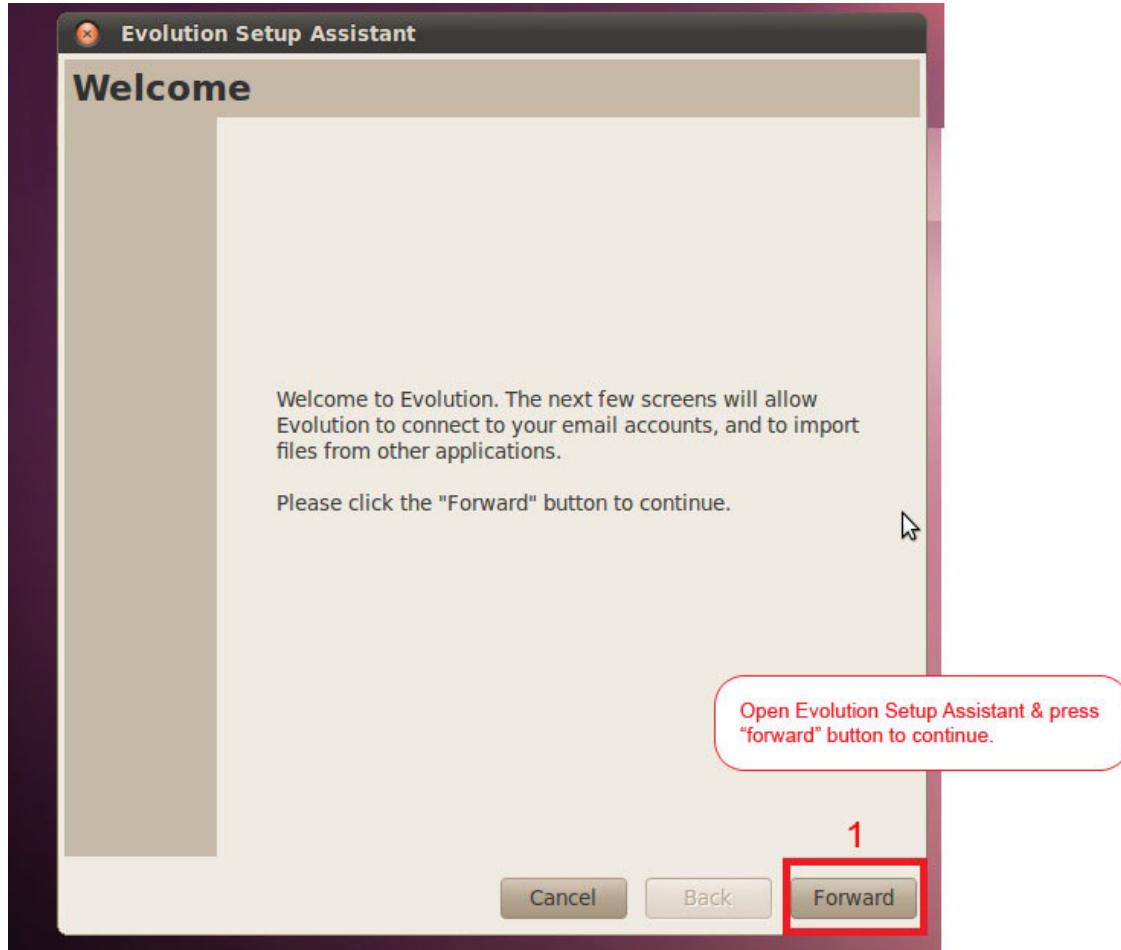 Evolution Setup Assistant
Welcome
Welcome to Evolution. The next few screens will allow
Evolution to connect to your email accounts, and to import
files from other applications.
Please click the "Forward" button to continue.
Open Evolution Setup Assistant & press
“forward” button to continue.
1
Cancel
Back
Forward